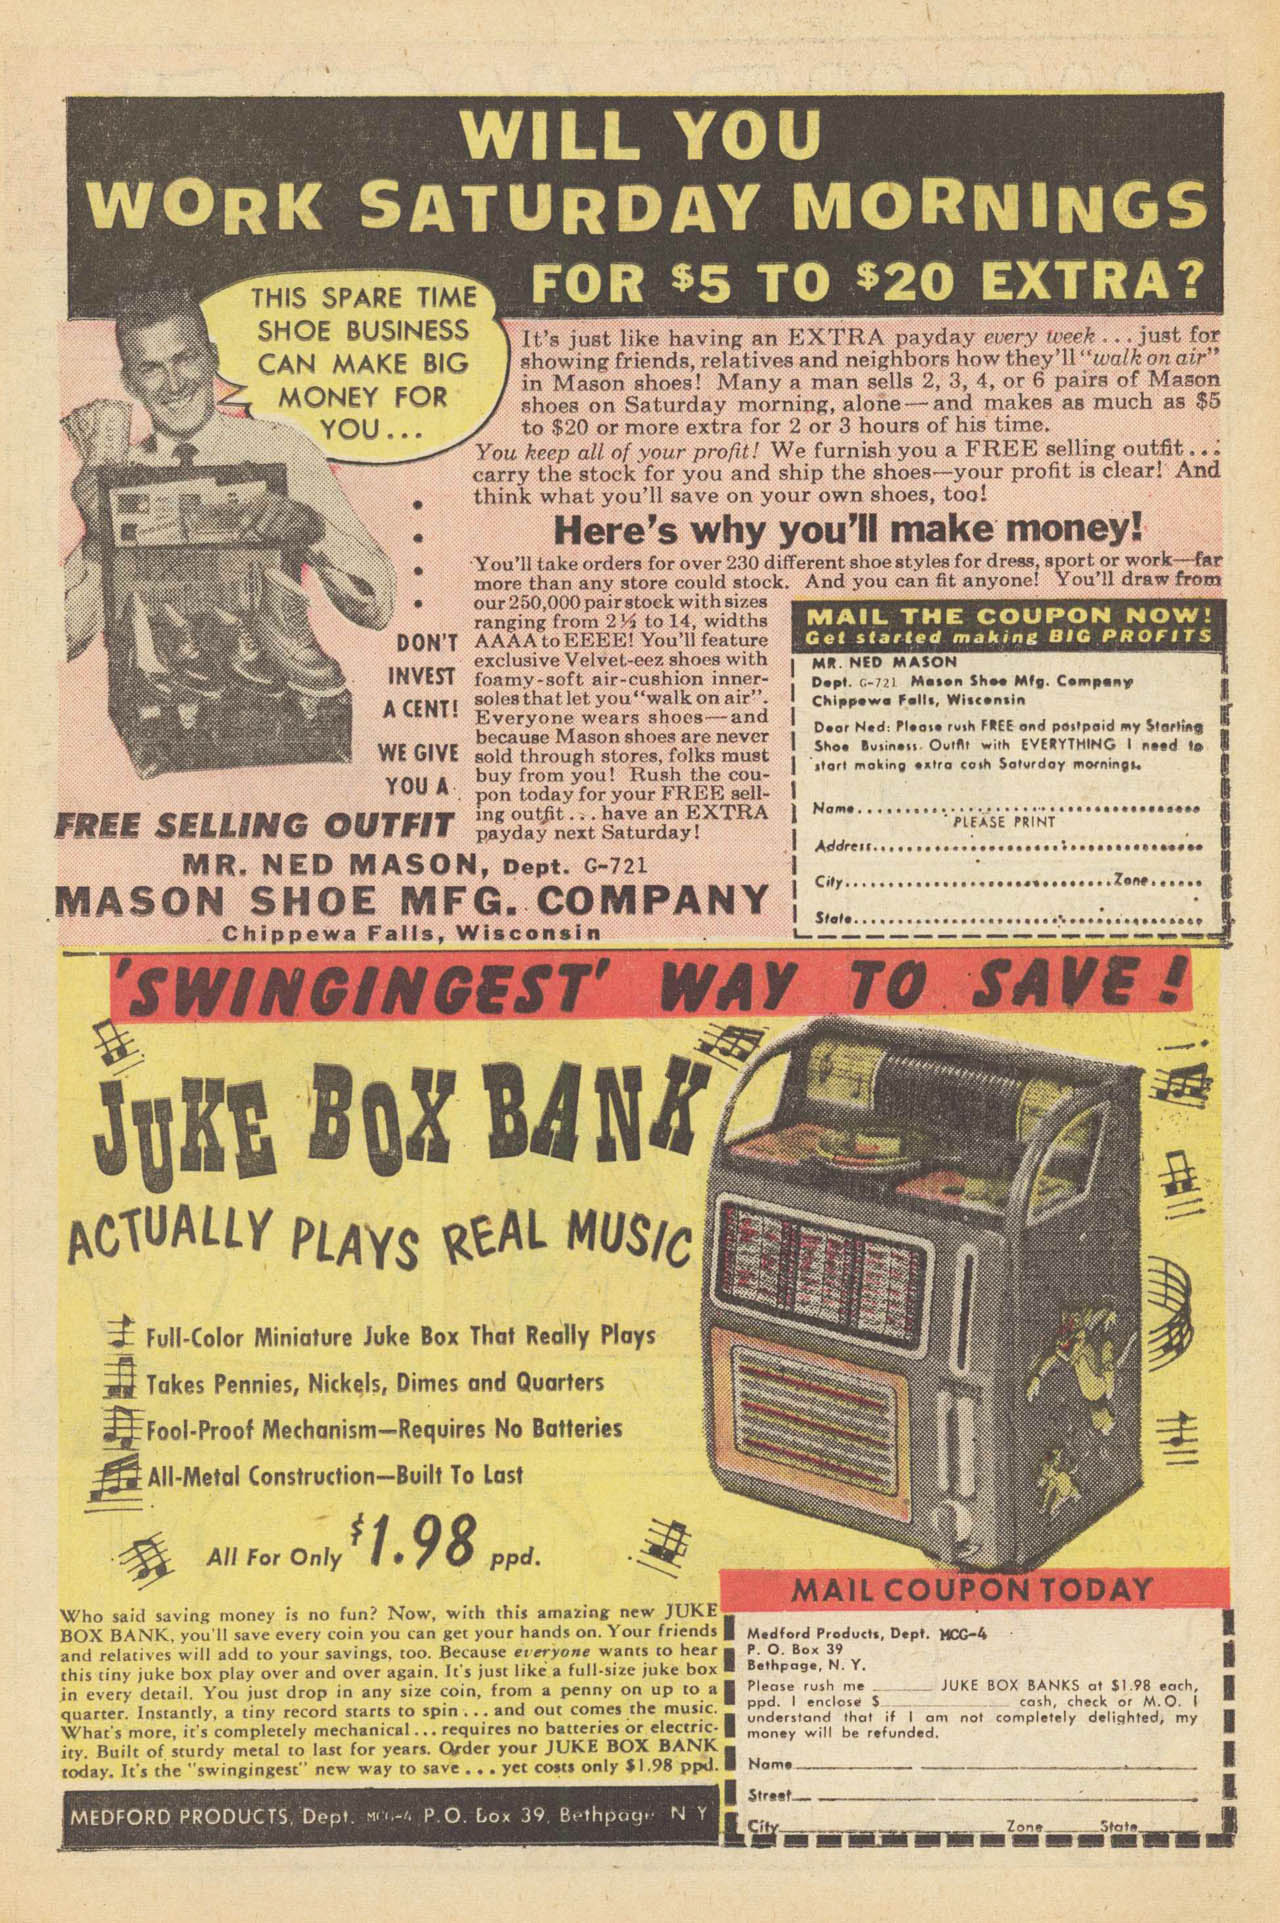 WILL YOU
WORK SATURDAY MORNINGS
FOR $5 TO $20 EXTRA?
THIS SPARE TIME
SHOE BUSINESS
CAN MAKE BIG
MONEY FOR
YOU...
It's just like having an EXTRA payday every week ... just for
showing friends, relatives and neighbors how they'll "walk on air"
in Mason shoes! Many a man sells 2, 3, 4, or 6 pairs of Mason
shoes on Saturday morning, alone—and makes as much as $5
to $20 or more extra for 2 or 3 hours of his time.
You keep all of your profit! We furnish you a FREE selling outfit...
carry the stock for you and ship the shoes—your profit is clear! And
think what you'll save on your own shoes, too!
Here's why you'll make money!
You'll take orders for over 230 different shoe styles for dress, sport or work—far
more than any store could stock. And you can fit anyone! You'll draw from
our 250,000 pair stock with sizes
ranging from 2½ to 14, widths
AAAA to EEEE! You'll feature
exclusive Velvet-eez shoes with
foamy-soft air-cushion inner-
soles that let you "walk on air".
Everyone wears shoes—and
because Mason shoes are never
sold through stores, folks must
buy from you! Rush the cou-
pon today for your FREE sell-
ing outfit ... have an EXTRA
payday next Saturday!
DON'T
INVEST
A CENT!
WE GIVE
YOU A
FREE SELLING OUTFIT
MR. NED MASON, Dept. G-721
MASON SHOE MFG. COMPANY
Chippewa Falls, Wisconsin
MAIL THE COUPON NOW!
Get started making BIG PROFITS
MR. NED MASON
Dept. G-721 Mason Shoe Mfg. Company
Chippewa Falls, Wisconsin
Dear Ned: Please rush FREE and postpaid my Starting
Shoe Business Outfit with EVERYTHING I need to
start making extra cash Saturday mornings.
Name
PLEASE PRINT
Address
City Zone
State
'SWINGINGEST' WAY TO SAVE!
JUKE BOX BANK
ACTUALLY PLAYS REAL MUSIC
Full-Color Miniature Juke Box That Really Plays
Takes Pennies, Nickels, Dimes and Quarters
Fool-Proof Mechanism—Requires No Batteries
All-Metal Construction—Built To Last
All For Only $1.98 ppd.
Who said saving money is no fun? Now, with this amazing new JUKE
BOX BANK, you'll save every coin you can get your hands on. Your friends
and relatives will add to your savings, too. Because everyone wants to hear
this tiny juke box play over and over again. It's just like a full-size juke box
in every detail. You just drop in any size coin, from a penny on up to a
quarter. Instantly, a tiny record starts to spin ... and out comes the music.
What's more, it's completely mechanical ... requires no batteries or electric-
ity. Built of sturdy metal to last for years. Order your JUKE BOX BANK
today. It's the "swingingest" new way to save ... yet costs only $1.98 ppd.
MEDFORD PRODUCTS, Dept. MCG-4 P.O. Box 39, Bethpage N Y
MAIL COUPON TODAY
Medford Products, Dept. MCG-4
P. O. Box 39
Bethpage, N. Y.
Please rush me ______ JUKE BOX BANKS at $1.98 each,
ppd. I enclose $______ cash, check or M.O. I
understand that if I am not completely delighted, my
money will be refunded.
Name
Street
City Zone State